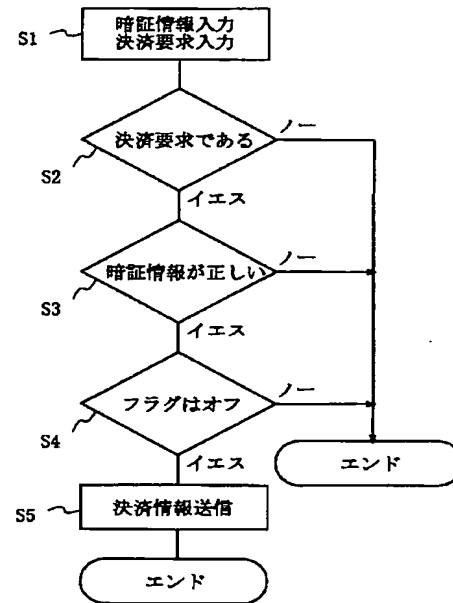 S1
暗証情報入力
決済要求入力
S2
決済要求である
ノー
イエス
S3
暗証情報が正しい
ノー
イエス
S4
フラグはオフ
ノー
イエス
エンド
S5
決済情報送信
エンド